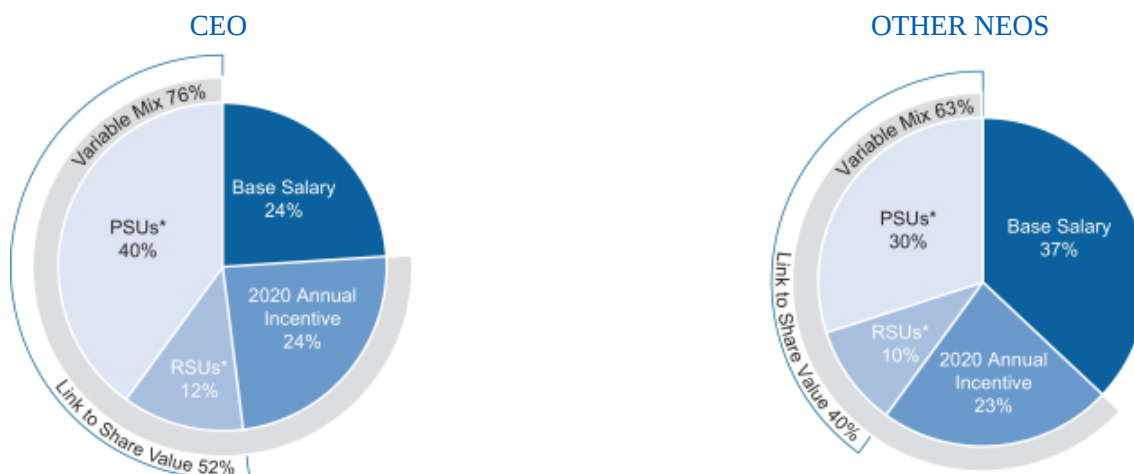 CEO
Variable Mix 76%
Base Salary
24%
PSUs*
40%
2020 Annual
Incentive
24%
RSUs*
12%
Link to Share Value 52%
OTHER NEOS
Variable Mix 63%
PSUs*
30%
Base Salary
37%
RSUs*
10%
2020 Annual
Incentive
23%
Link to Share Value 40%